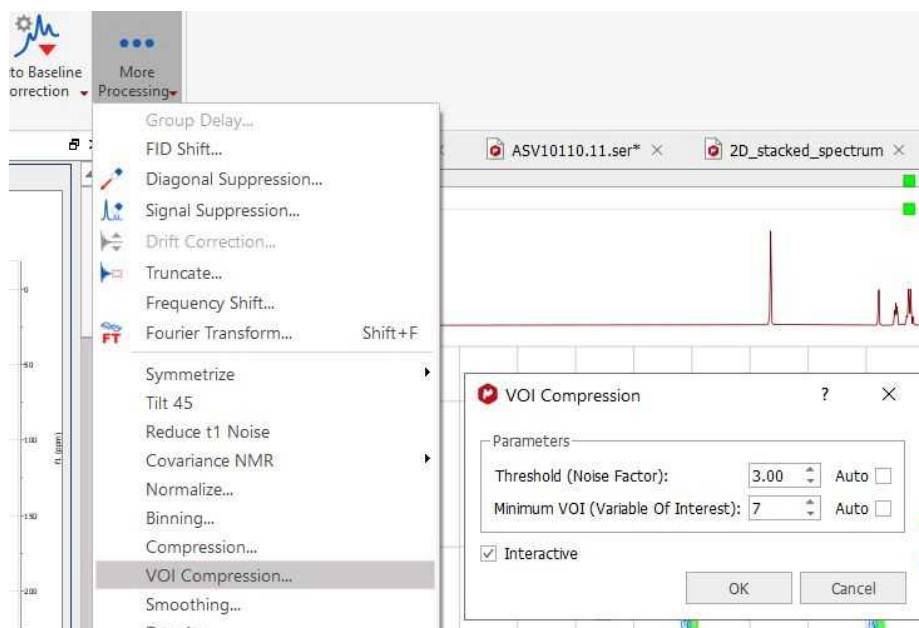 to Baseline
orrection
More
Processing
Group Delay...
FID Shift...
Diagonal Suppression...
Signal Suppression...
Drift Correction...
Truncate...
Frequency Shift...
FT Fourier Transform... Shift+F
Symmetrize
Tilt 45
Reduce t1 Noise
Covariance NMR
Normalize...
Binning...
Compression...
VOI Compression...
Smoothing...
ASV10110.11.ser*
2D_stacked_spectrum
0
50
100
150
200
f1 (ppm)
VOI Compression ?
Parameters
Threshold (Noise Factor): 3.00 Auto
Minimum VOI (Variable Of Interest): 7 Auto
Interactive
OK Cancel